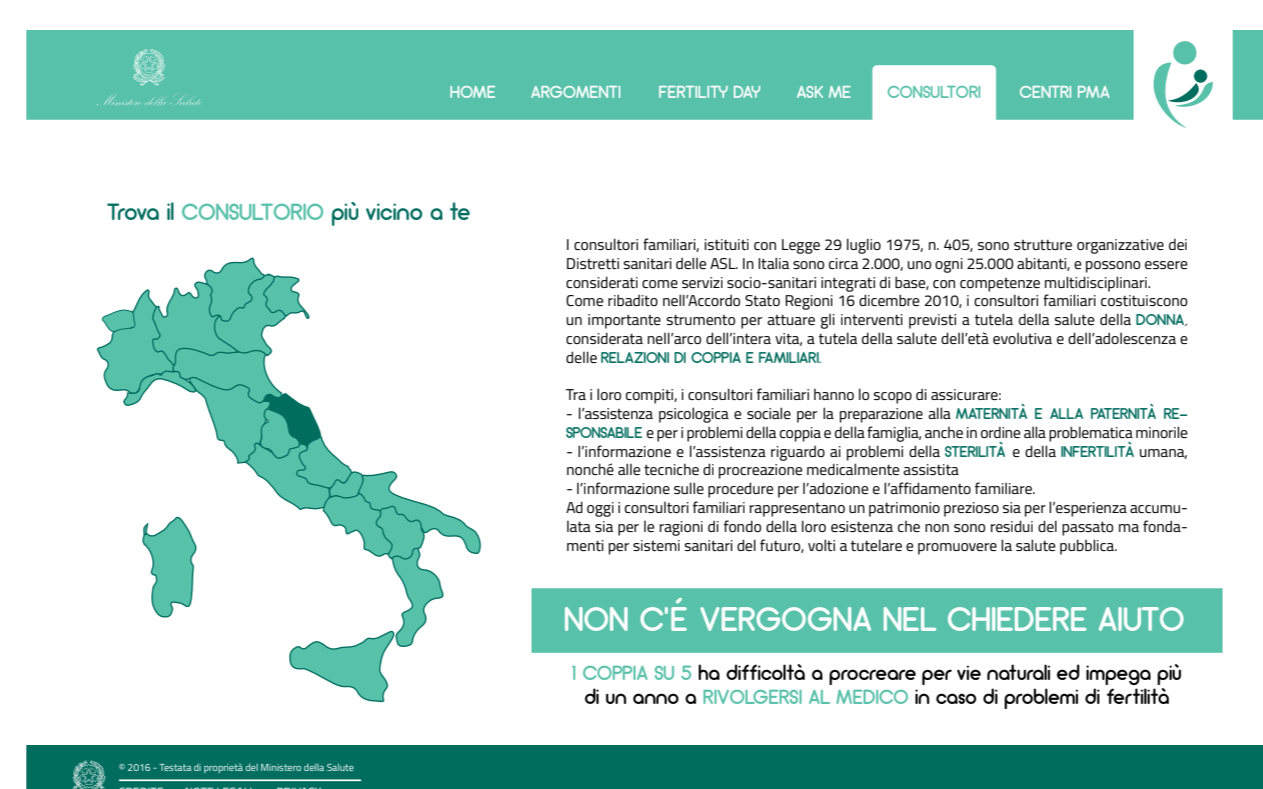 Ministero della Salute
HOME ARGOMENTI FERTILITY DAY ASK ME CONSULTORI CENTRI PMA
Trova il CONSULTORIO più vicino a te
I consultori familiari, istituiti con Legge 29 luglio 1975, n. 405, sono strutture organizzative dei
Distretti sanitari delle ASL. In Italia sono circa 2.000, uno ogni 25.000 abitanti, e possono essere
considerati come servizi socio-sanitari integrati di base, con competenze multidisciplinari.
Come ribadito nell'Accordo Stato Regioni 16 dicembre 2010, i consultori familiari costituiscono
un importante strumento per attuare gli interventi previsti a tutela della salute della DONNA,
considerata nell'arco dell'intera vita, a tutela della salute dell'età evolutiva e dell'adolescenza e
delle RELAZIONI DI COPPIA E FAMILIARI.
Tra i loro compiti, i consultori familiari hanno lo scopo di assicurare:
- l'assistenza psicologica e sociale per la preparazione alla MATERNITÀ E ALLA PATERNITÀ RE-
SPONSABILE e per i problemi della coppia e della famiglia, anche in ordine alla problematica minorile
- l'informazione e l'assistenza riguardo ai problemi della STERILITÀ e della INFERTILITÀ umana,
nonché alle tecniche di procreazione medicalmente assistita
- l'informazione sulle procedure per l'adozione e l'affidamento familiare.
Ad oggi i consultori familiari rappresentano un patrimonio prezioso sia per l'esperienza accumu-
lata sia per le ragioni di fondo della loro esistenza che non sono residui del passato ma fonda-
menti per sistemi sanitari del futuro, volti a tutelare e promuovere la salute pubblica.
NON C'É VERGOGNA NEL CHIEDERE AIUTO
1 COPPIA SU 5 ha difficoltà a procreare per vie naturali ed impega più
di un anno a RIVOLGERSI AL MEDICO in caso di problemi di fertilità
© 2016 - Testata di proprietà del Ministero della Salute
CREDITS NOTE LEGALI PRIVACY